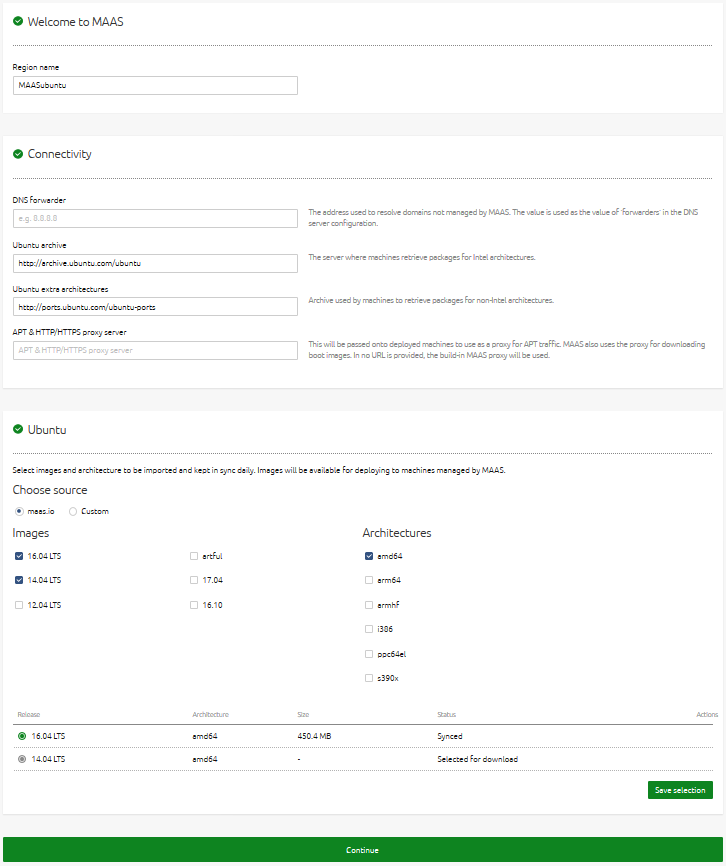 Welcome to MAAS
Region name
MAASubuntu
Connectivity
DNS forwarder
e.g. 8.8.8.8
The address used to resolve domains not managed by MAAS. The value is used as the value of 'forwarders' in the DNS
server configuration.
Ubuntu archive
http://archive.ubuntu.com/ubuntu
The server where machines retrieve packages for Intel architectures.
Ubuntu extra architectures
http://ports.ubuntu.com/ubuntu-ports
Archive used by machines to retrieve packages for non-Intel architectures.
APT & HTTP/HTTPS proxy server
APT & HTTP/HTTPS proxy server
This will be passed onto deployed machines to use as a proxy for APT traffic. MAAS also uses the proxy for downloading
boot images. In no URL is provided, the build-in MAAS proxy will be used.
Ubuntu
Select images and architecture to be imported and kept in sync daily. Images will be available for deploying to machines managed by MAAS.
Choose source
maas.io Custom
Images Architectures
16.04 LTS artful amd64
14.04 LTS 17.04 arm64
12.04 LTS 16.10 armhf
i386
ppc64el
s390x
Release Architecture Size Status Actions
16.04 LTS amd64 450.4 MB Synced
14.04 LTS amd64 - Selected for download
Save selection
Continue